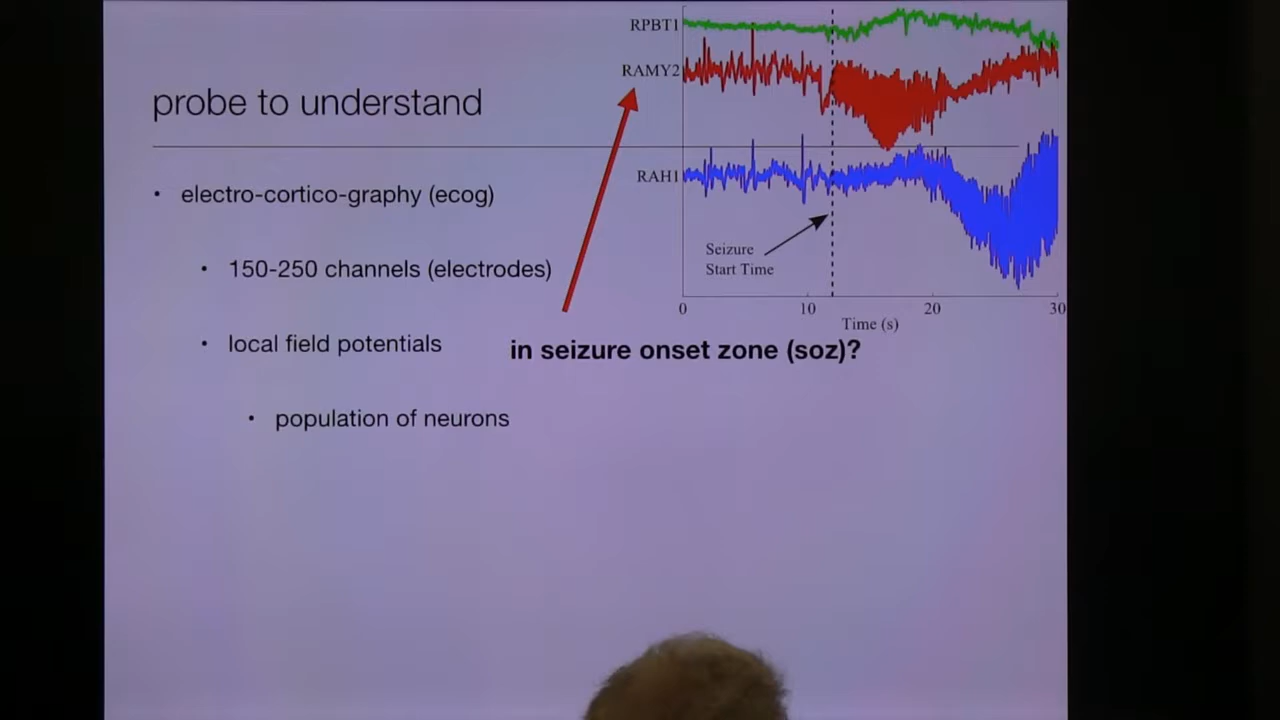 probe to understand
• electro-cortico-graphy (ecog)
• 150-250 channels (electrodes)
• local field potentials
• population of neurons
RPBT1
RAMY2
RAH1
Seizure
Start Time
0 10 20 30
Time (s)
in seizure onset zone (soz)?